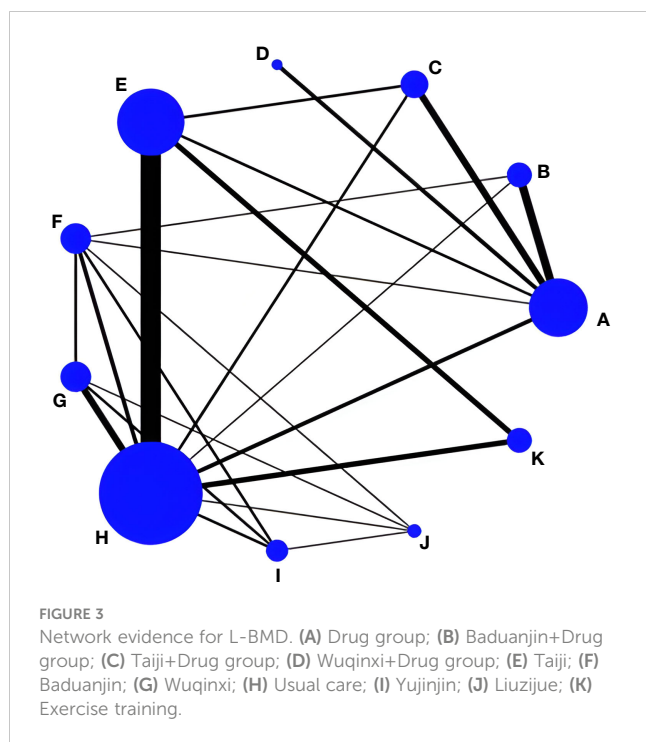 D
C
E
B
F
A
G
K
H
J
I
FIGURE 3
Network evidence for L-BMD. (A) Drug group; (B) Baduanjin+Drug
group; (C) Taiji+Drug group; (D) Wuqinxi+Drug group; (E) Taiji; (F)
Baduanjin; (G) Wuqinxi; (H) Usual care; (I) Yujinjin; (J) Liuzijue; (K)
Exercise training.